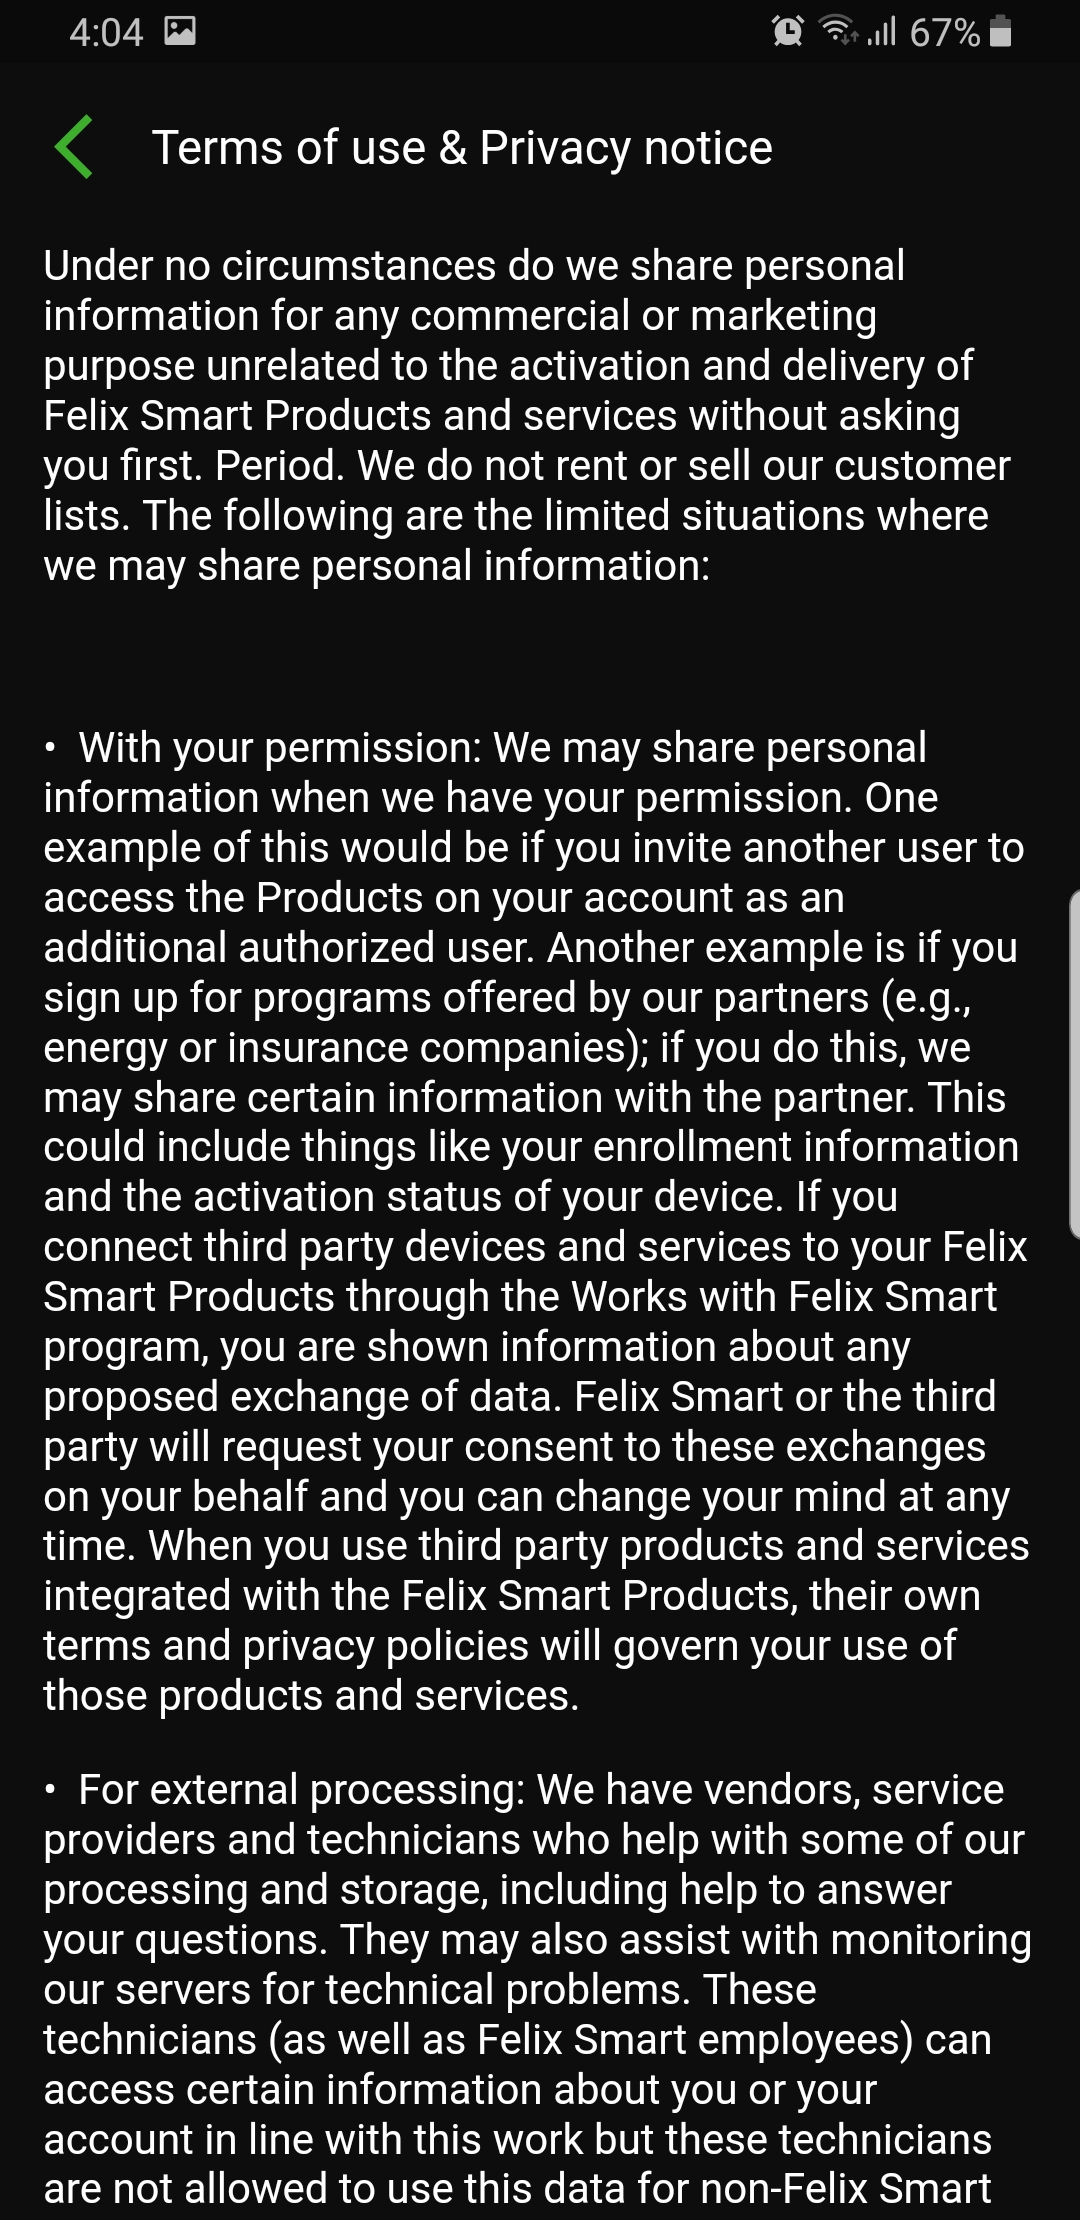 4:04
67%
Terms of use & Privacy notice
Under no circumstances do we share personal
information for any commercial or marketing
purpose unrelated to the activation and delivery of
Felix Smart Products and services without asking
you first. Period. We do not rent or sell our customer
lists. The following are the limited situations where
we may share personal information:
• With your permission: We may share personal
information when we have your permission. One
example of this would be if you invite another user to
access the Products on your account as an
additional authorized user. Another example is if you
sign up for programs offered by our partners (e.g.,
energy or insurance companies); if you do this, we
may share certain information with the partner. This
could include things like your enrollment information
and the activation status of your device. If you
connect third party devices and services to your Felix
Smart Products through the Works with Felix Smart
program, you are shown information about any
proposed exchange of data. Felix Smart or the third
party will request your consent to these exchanges
on your behalf and you can change your mind at any
time. When you use third party products and services
integrated with the Felix Smart Products, their own
terms and privacy policies will govern your use of
those products and services.
• For external processing: We have vendors, service
providers and technicians who help with some of our
processing and storage, including help to answer
your questions. They may also assist with monitoring
our servers for technical problems. These
technicians (as well as Felix Smart employees) can
access certain information about you or your
account in line with this work but these technicians
are not allowed to use this data for non-Felix Smart